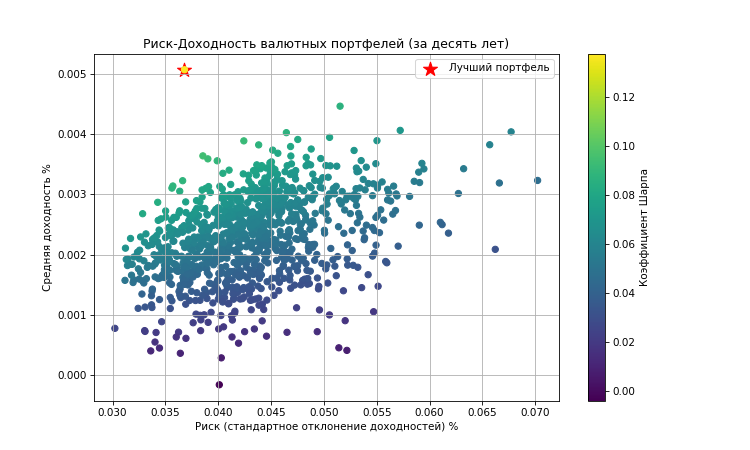 Риск-Доходность валютных портфелей (за десять лет)
Лучший портфель
Средняя доходность %
0.005
0.004
0.003
0.002
0.001
0.000
0.030 0.035 0.040 0.045 0.050 0.055 0.060 0.065 0.070
Риск (стандартное отклонение доходностей) %
0.12
0.10
0.08
0.06
0.04
0.02
0.00
Коэффициент Шарпа